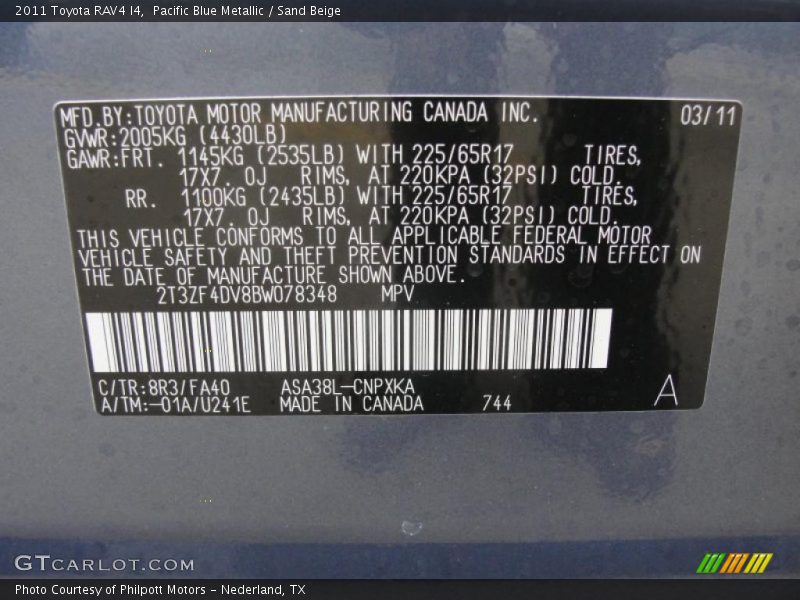 2011 Toyota RAV4 I4, Pacific Blue Metallic / Sand Beige
MFD.BY:TOYOTA MOTOR MANUFACTURING CANADA INC. 03/11
GVWR:2005KG (4430LB)
GAWR:FRT. 1145KG (2535LB) WITH 225/65R17 TIRES,
17X7. OJ RIMS, AT 220KPA (32PSI) COLD.
RR. 1100KG (2435LB) WITH 225/65R17 TIRES,
17X7. OJ RIMS, AT 220KPA (32PSI) COLD.
THIS VEHICLE CONFORMS TO ALL APPLICABLE FEDERAL MOTOR
VEHICLE SAFETY AND THEFT PREVENTION STANDARDS IN EFFECT ON
THE DATE OF MANUFACTURE SHOWN ABOVE.
2T3ZF4DV8BW078348 MPV
C/TR:8R3/FA40 ASA38L-CNPXKA
A/TM:-01A/U241E MADE IN CANADA 744 A
GTCARLOT.COM
Photo Courtesy of Philpott Motors - Nederland, TX